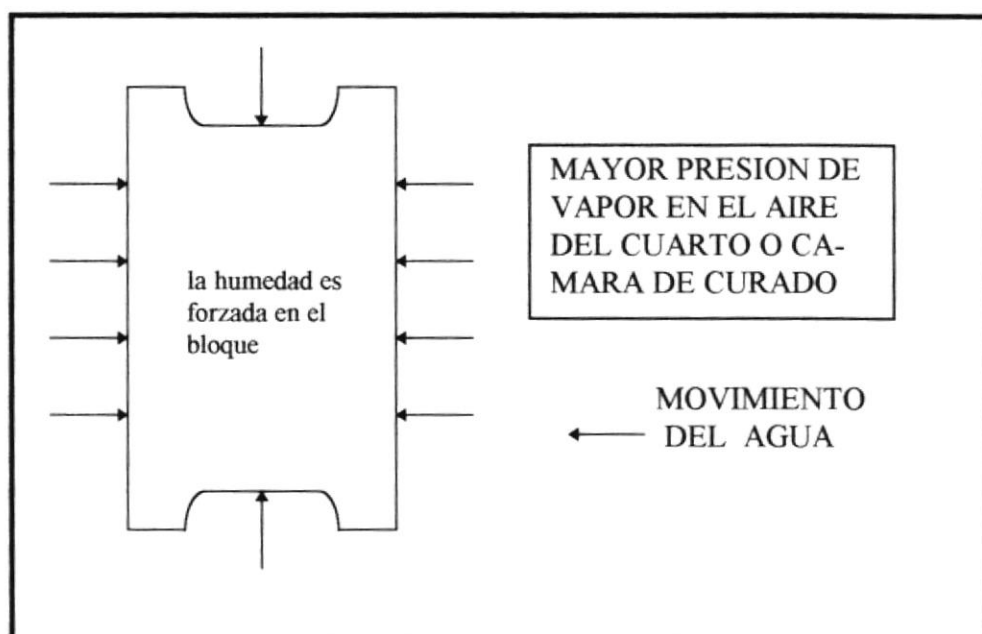 la humedad es
forzada en el
bloque
MAYOR PRESION DE
VAPOR EN EL AIRE
DEL CUARTO O CA-
MARA DE CURADO
MOVIMIENTO
DEL AGUA